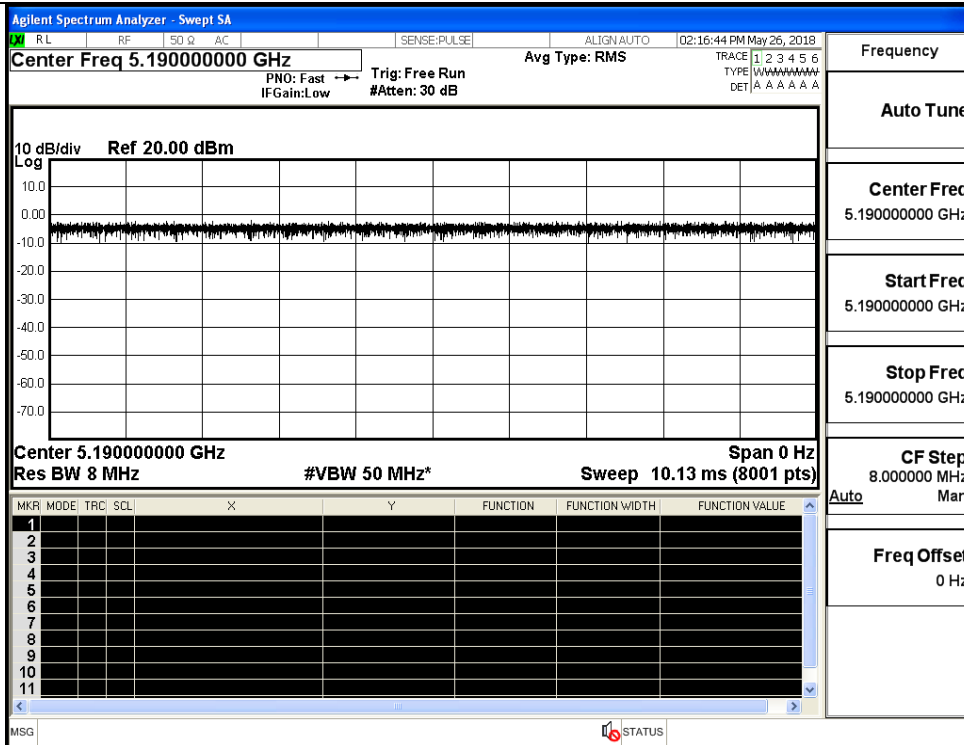 Agilent Spectrum Analyzer - Swept SA
LXI RL RF 50 Ω AC SENSE:PULSE ALIGN AUTO 02:16:44 PM May 26, 2018
Center Freq 5.190000000 GHz
PNO: Fast
IFGain:Low
Trig: Free Run
#Atten: 30 dB
Avg Type: RMS
TRACE 1 2 3 4 5 6
TYPE WWWWWW
DET A A A A A A
10 dB/div Ref 20.00 dBm
Log
10.0
0.00
-10.0
-20.0
-30.0
-40.0
-50.0
-60.0
-70.0
Center 5.190000000 GHz Span 0 Hz
Res BW 8 MHz #VBW 50 MHz* Sweep 10.13 ms (8001 pts)
MKR MODE TRC SCL X Y FUNCTION FUNCTION WIDTH FUNCTION VALUE
1
2
3
4
5
6
7
8
9
10
11
MSG STATUS
Frequency
Auto Tune
Center Freq
5.190000000 GHz
Start Freq
5.190000000 GHz
Stop Freq
5.190000000 GHz
CF Step
8.000000 MHz
Auto Man
Freq Offset
0 Hz